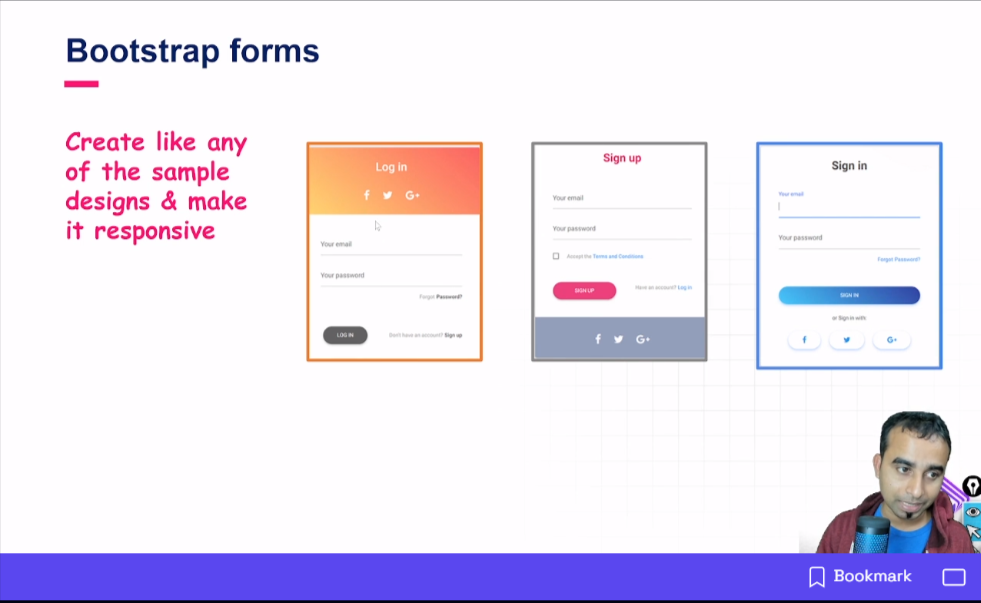 Bootstrap forms
Create like any
of the sample
designs & make
it responsive
Log in
f G+
Your email
Your password
Forgot Password?
LOG IN
Don't have an account? Sign up
Sign up
Your email
Your password
Accept the Terms and Conditions
SIGN UP
Have an account? Log in
f G+
Sign in
Your email
Your password
Forgot Password?
SIGN IN
or Sign in with:
f G+
Bookmark